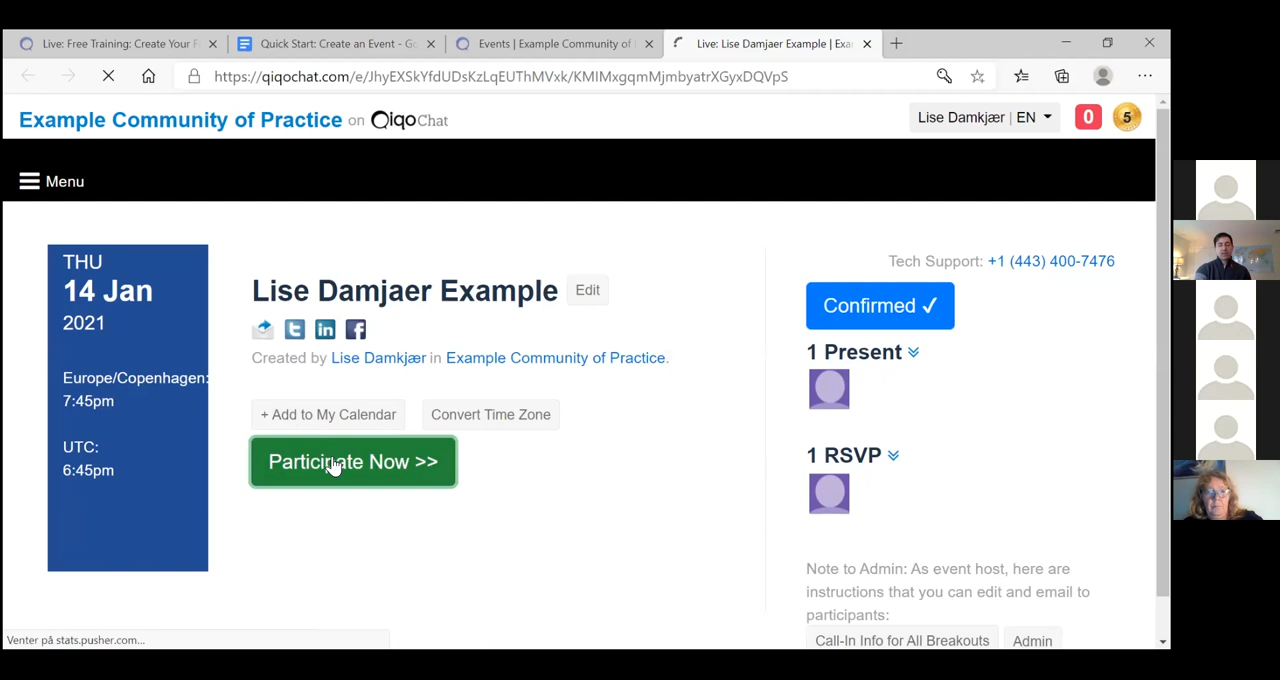 Live: Free Training: Create Your F
Quick Start: Create an Event - Go
Events | Example Community of
Live: Lise Damjaer Example | Exa
https://qiqochat.com/e/JhyEXSkYfdUDsKzLqEUThMVxk/KMIMxgqmMjmbyatrXGyxDQVpS
Example Community of Practice on QiqoChat
Lise Damkjær | EN
0
5
Menu
THU
14 Jan
2021
Europe/Copenhagen:
7:45pm
UTC:
6:45pm
Lise Damjaer Example
Edit
Created by Lise Damkjær in Example Community of Practice.
+ Add to My Calendar
Convert Time Zone
Participate Now >>
Tech Support: +1 (443) 400-7476
Confirmed ✓
1 Present
1 RSVP
Note to Admin: As event host, here are
instructions that you can edit and email to
participants:
Call-In Info for All Breakouts
Admin
Venter på stats.pusher.com...